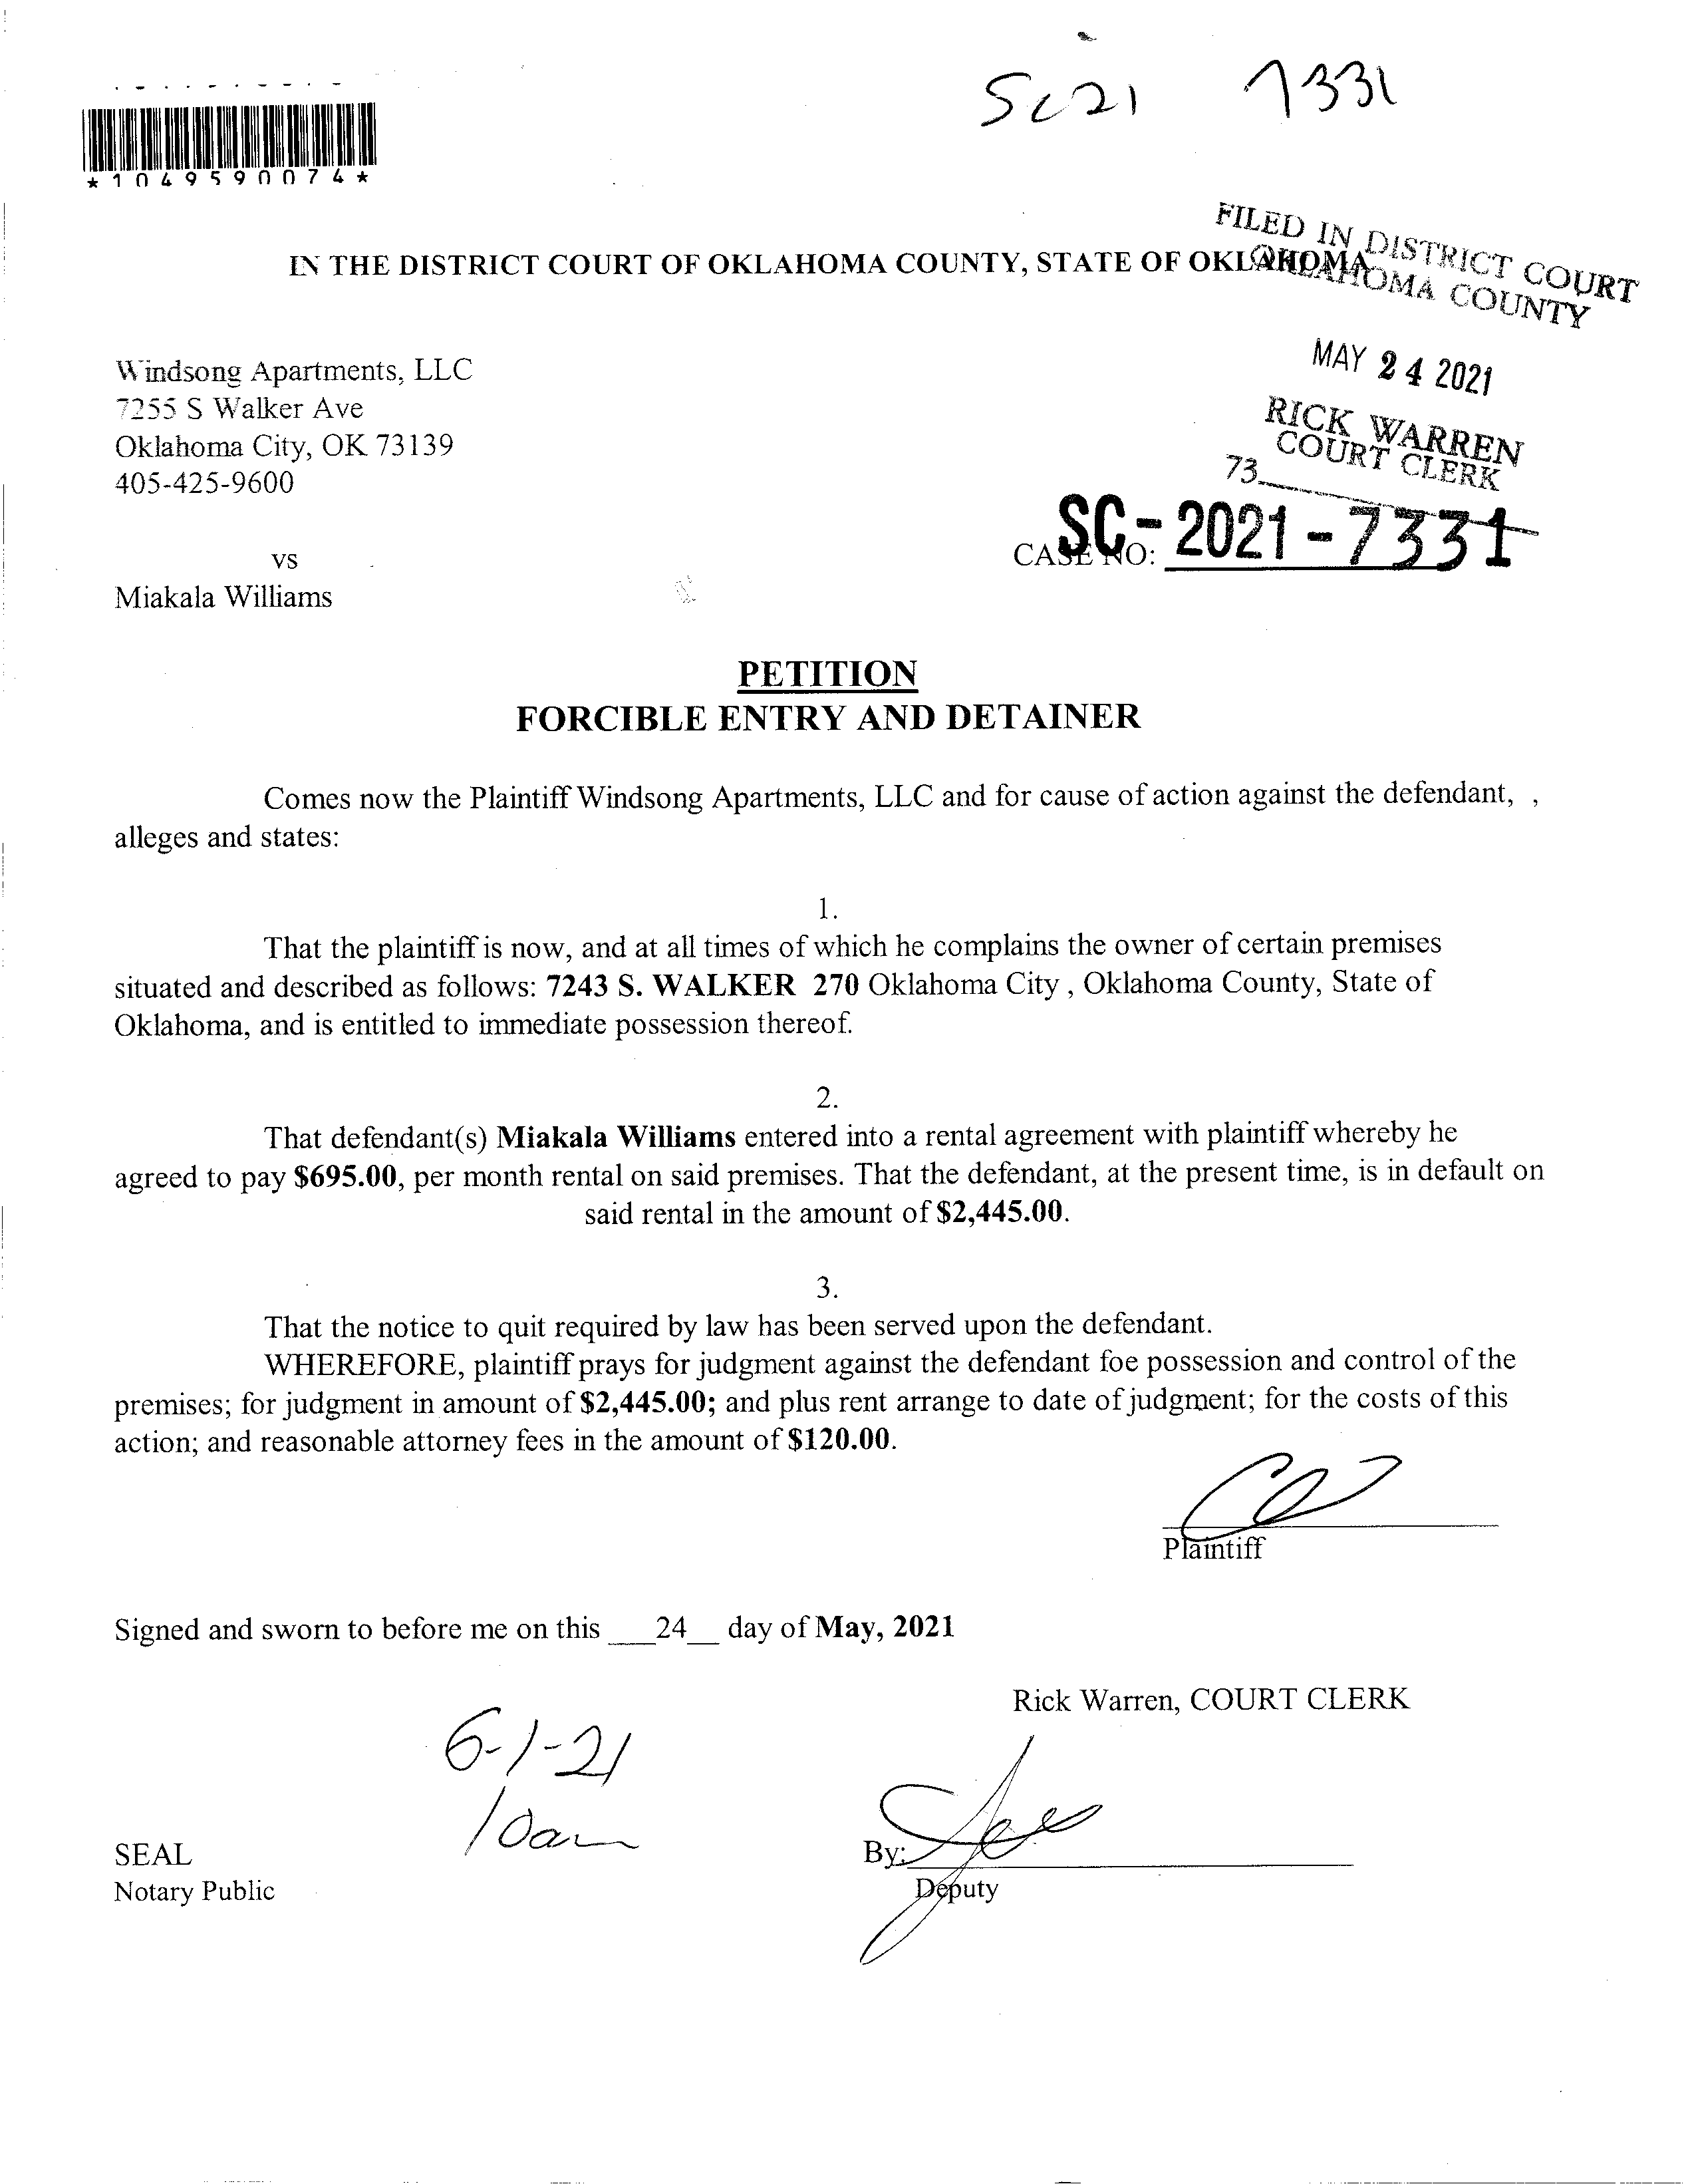 Sc21 7331
*1049590074*
FILED IN DISTRICT COURT
OKLAHOMA COUNTY
IN THE DISTRICT COURT OF OKLAHOMA COUNTY, STATE OF OKLAHOMA
MAY 24 2021
RICK WARREN
COURT CLERK
73
Windsong Apartments, LLC
7255 S Walker Ave
Oklahoma City, OK 73139
405-425-9600
CASE NO: SC-2021-7331
vs
Miakala Williams
PETITION
FORCIBLE ENTRY AND DETAINER
Comes now the Plaintiff Windsong Apartments, LLC and for cause of action against the defendant, ,
alleges and states:
1.
That the plaintiff is now, and at all times of which he complains the owner of certain premises
situated and described as follows: 7243 S. WALKER 270 Oklahoma City , Oklahoma County, State of
Oklahoma, and is entitled to immediate possession thereof.
2.
That defendant(s) Miakala Williams entered into a rental agreement with plaintiff whereby he
agreed to pay $695.00, per month rental on said premises. That the defendant, at the present time, is in default on
said rental in the amount of $2,445.00.
3.
That the notice to quit required by law has been served upon the defendant.
WHEREFORE, plaintiff prays for judgment against the defendant foe possession and control of the
premises; for judgment in amount of $2,445.00; and plus rent arrange to date of judgment; for the costs of this
action; and reasonable attorney fees in the amount of $120.00.
Plaintiff
Signed and sworn to before me on this ___24__ day of May, 2021
Rick Warren, COURT CLERK
6-1-21
10am
SEAL
By:
Notary Public
Deputy